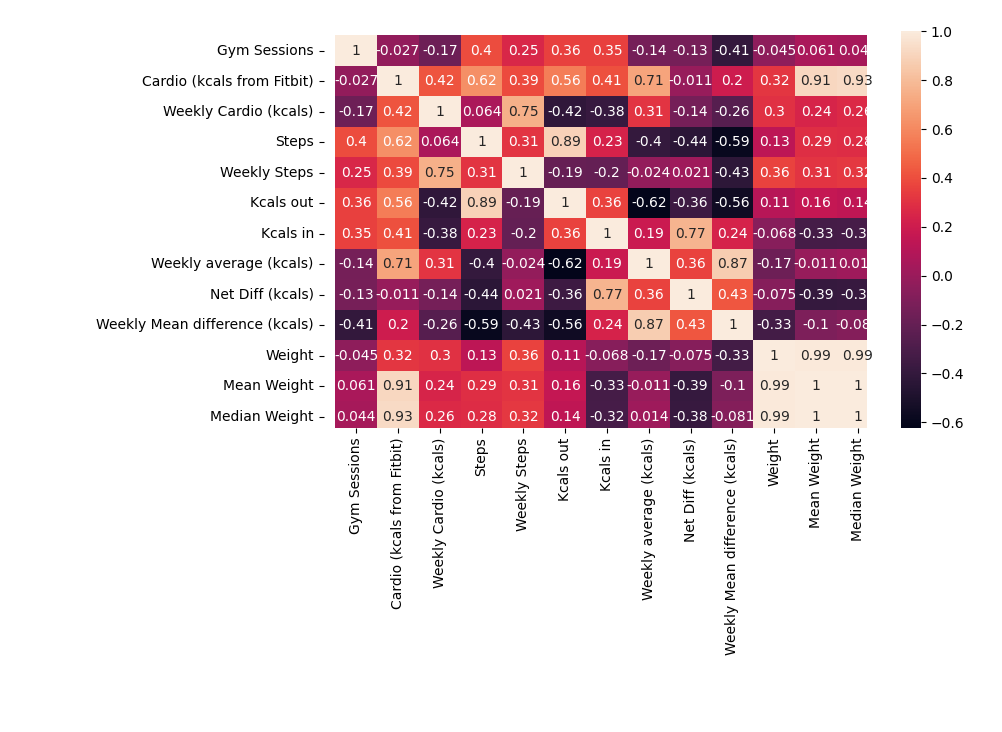 Gym Sessions 1 -0.027 -0.17 0.4 0.25 0.36 0.35 -0.14 -0.13 -0.41 -0.045 0.061 0.04
Cardio (kcals from Fitbit) -0.027 1 0.42 0.62 0.39 0.56 0.41 0.71 -0.011 0.2 0.32 0.91 0.93
Weekly Cardio (kcals) -0.17 0.42 1 0.064 0.75 -0.42 -0.38 0.31 -0.14 -0.26 0.3 0.24 0.26
Steps 0.4 0.62 0.064 1 0.31 0.89 0.23 -0.4 -0.44 -0.59 0.13 0.29 0.28
Weekly Steps 0.25 0.39 0.75 0.31 1 -0.19 -0.2 -0.024 0.021 -0.43 0.36 0.31 0.32
Kcals out 0.36 0.56 -0.42 0.89 -0.19 1 0.36 -0.62 -0.36 -0.56 0.11 0.16 0.14
Kcals in 0.35 0.41 -0.38 0.23 -0.2 0.36 1 0.19 0.77 0.24 -0.068 -0.33 -0.3
Weekly average (kcals) -0.14 0.71 0.31 -0.4 -0.024 -0.62 0.19 1 0.36 0.87 -0.17 -0.011 0.01
Net Diff (kcals) -0.13 -0.011 -0.14 -0.44 0.021 -0.36 0.77 0.36 1 0.43 -0.075 -0.39 -0.3
Weekly Mean difference (kcals) -0.41 0.2 -0.26 -0.59 -0.43 -0.56 0.24 0.87 0.43 1 -0.33 -0.1 -0.08
Weight -0.045 0.32 0.3 0.13 0.36 0.11 -0.068 -0.17 -0.075 -0.33 1 0.99 0.99
Mean Weight 0.061 0.91 0.24 0.29 0.31 0.16 -0.33 -0.011 -0.39 -0.1 0.99 1 1
Median Weight 0.044 0.93 0.26 0.28 0.32 0.14 -0.32 0.014 -0.38 -0.081 0.99 1 1
Gym Sessions
Cardio (kcals from Fitbit)
Weekly Cardio (kcals)
Steps
Weekly Steps
Kcals out
Kcals in
Weekly average (kcals)
Net Diff (kcals)
Weekly Mean difference (kcals)
Weight
Mean Weight
Median Weight
1.0
0.8
0.6
0.4
0.2
0.0
−0.2
−0.4
−0.6